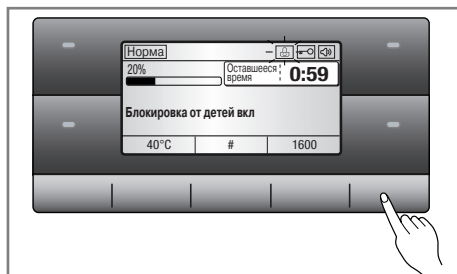 Норма
20%
Оставшееся
время
0:59
Блокировка от детей вкл
40°C
#
1600